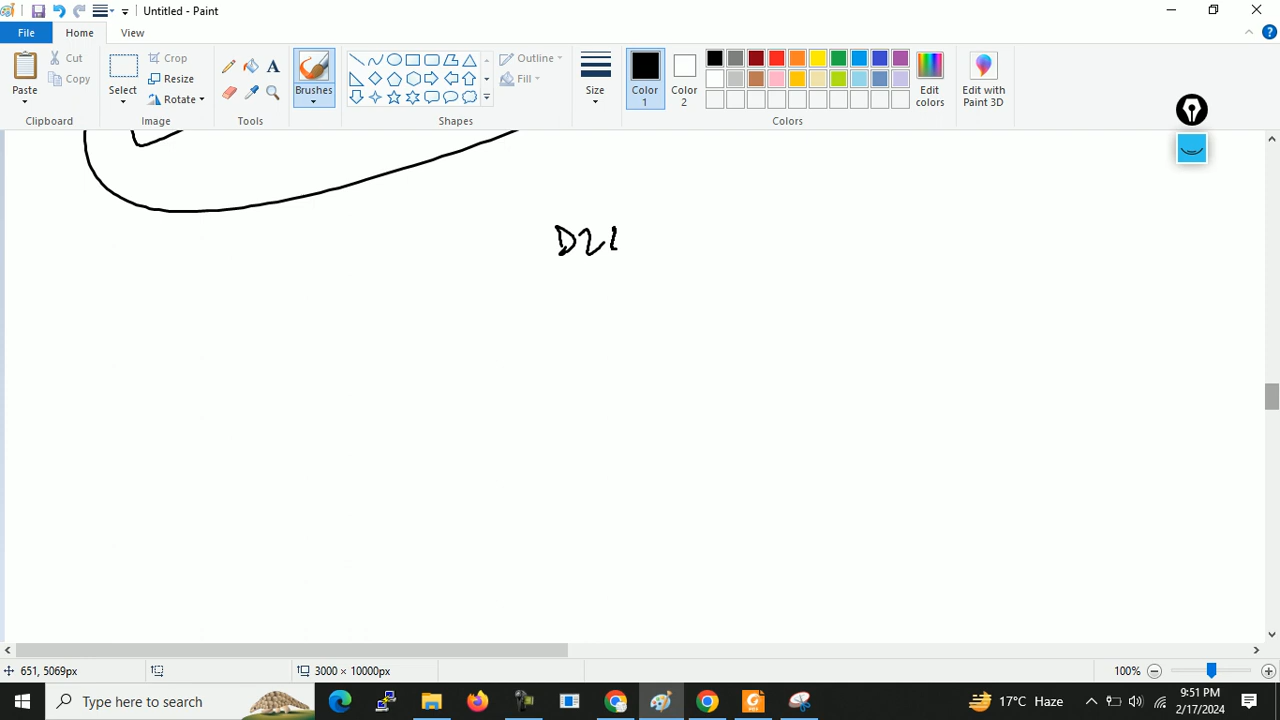 Untitled - Paint
File Home View
Paste Cut Copy Select Crop Resize Rotate Brushes Outline Fill Size Color 1 Color 2 Edit colors Edit with Paint 3D
Clipboard Image Tools Shapes Colors
D21
651, 5069px 3000 × 10000px 100%
Type here to search 17°C Haze 9:51 PM
2/17/2024